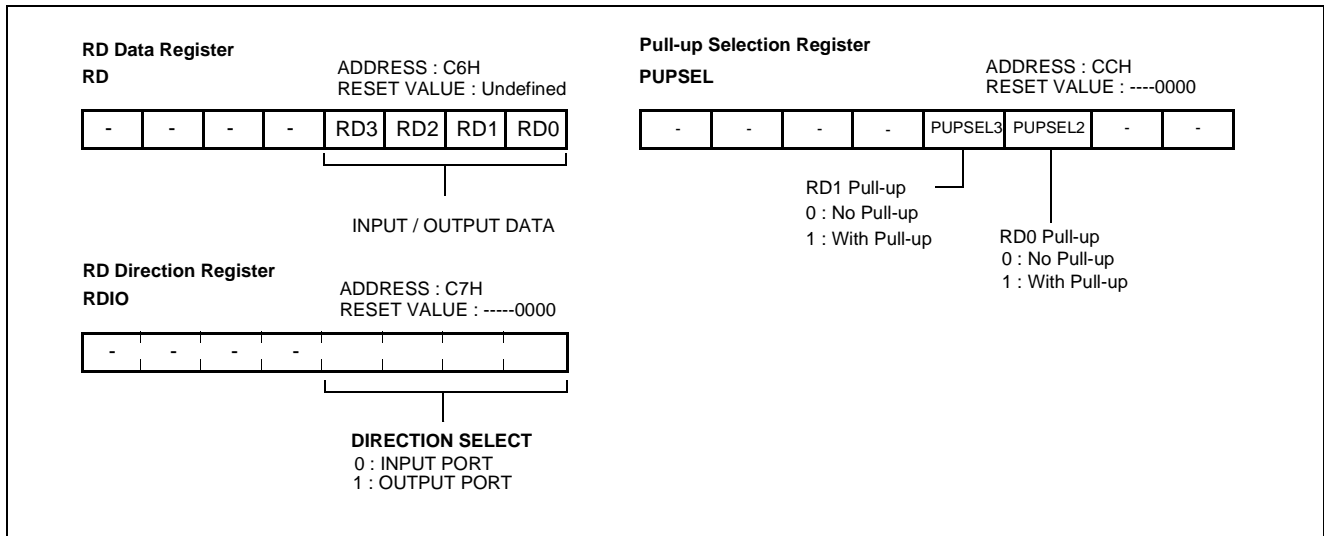 RD Data Register
RD
ADDRESS : C6H
RESET VALUE : Undefined
- - - - RD3 RD2 RD1 RD0
INPUT / OUTPUT DATA
RD Direction Register
RDIO
ADDRESS : C7H
RESET VALUE : -----0000
- - - -
DIRECTION SELECT
0 : INPUT PORT
1 : OUTPUT PORT
Pull-up Selection Register
PUPSEL
ADDRESS : CCH
RESET VALUE : ----0000
- - - - PUPSEL3 PUPSEL2 - -
RD1 Pull-up
0 : No Pull-up
1 : With Pull-up
RD0 Pull-up
0 : No Pull-up
1 : With Pull-up